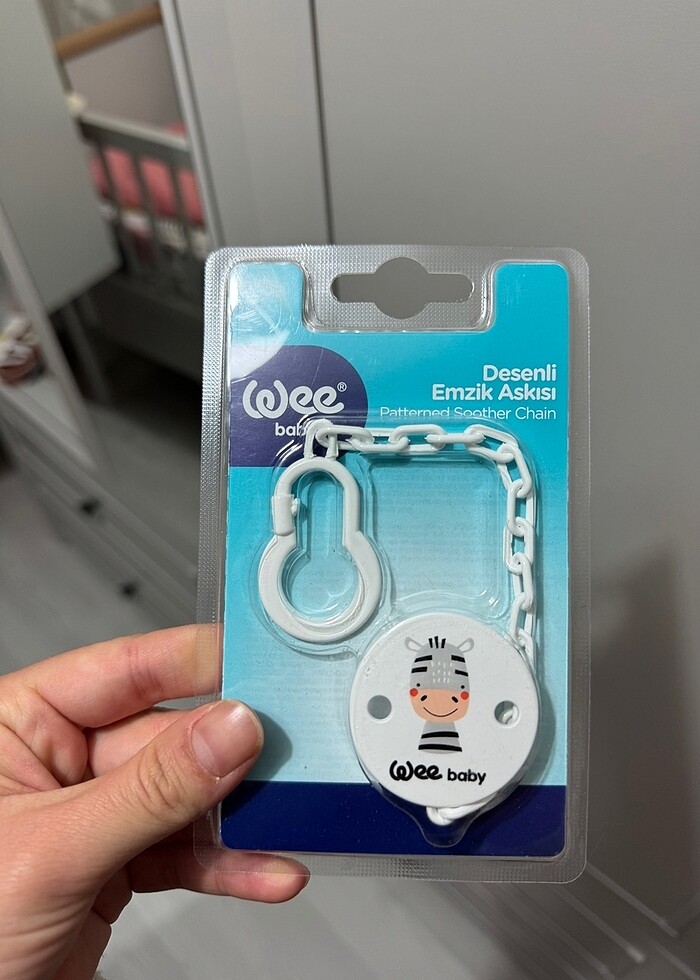 Wee®
baby
Desenli
Emzik Askısı
Patterned Soother Chain
Wee baby